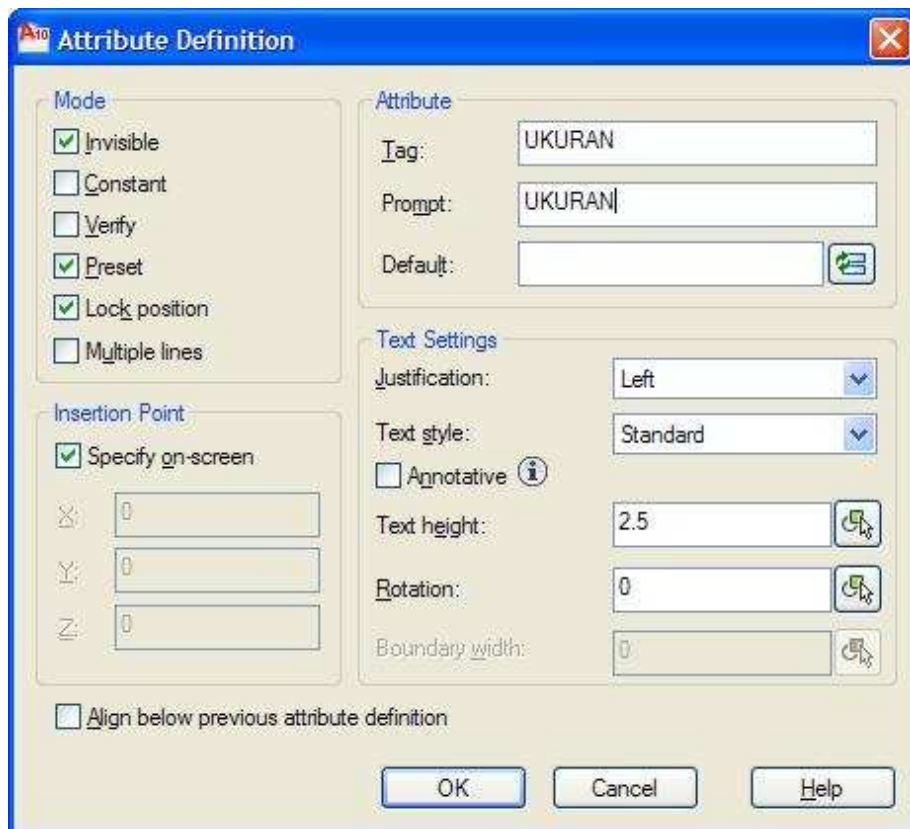 A10 Attribute Definition
Mode
Invisible
Constant
Verify
Preset
Lock position
Multiple lines
Insertion Point
Specify on-screen
X: 0
Y: 0
Z: 0
Attribute
Tag: UKURAN
Prompt: UKURAN
Default:
Text Settings
Justification: Left
Text style: Standard
Annotative i
Text height: 2.5
Rotation: 0
Boundary width: 0
Align below previous attribute definition
OK Cancel Help